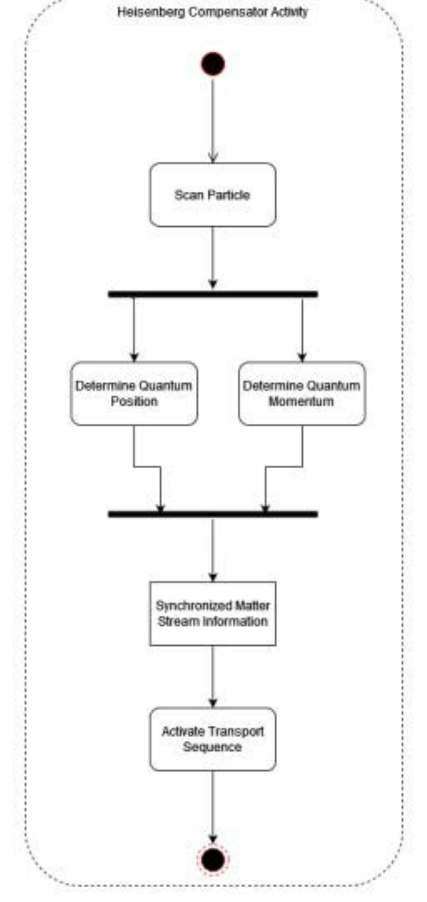 Heisenberg Compensator Activity
Scan Particle
Determine Quantum
Position
Determine Quantum
Momentum
Synchronized Matter
Stream Information
Activate Transport
Sequence